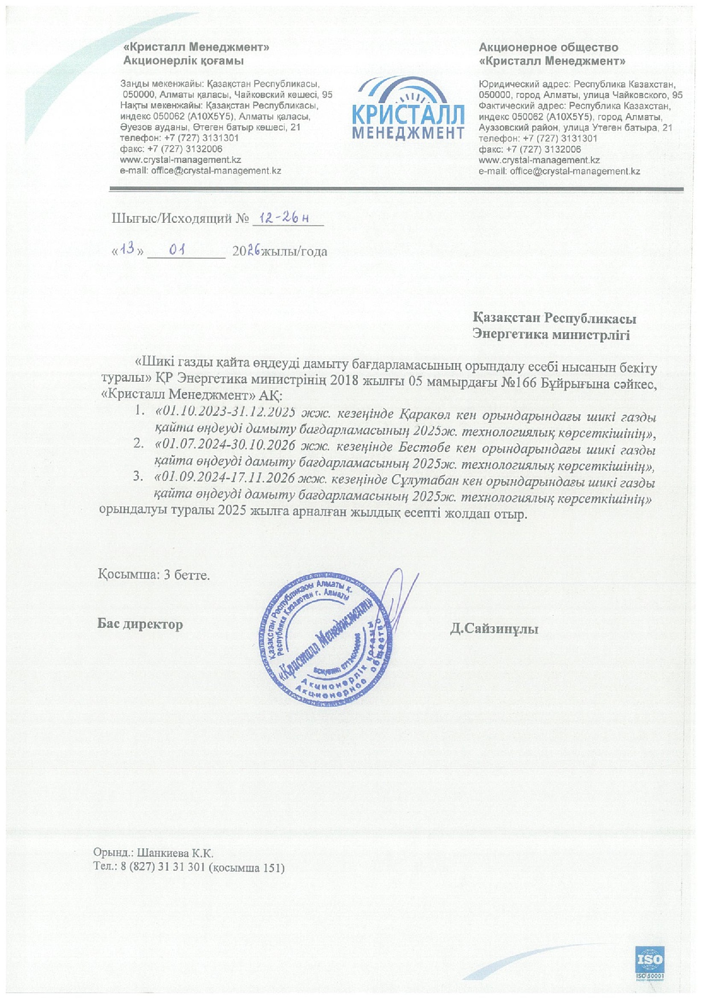 «Кристалл Менеджмент»
Акционерлік қоғамы
Заңды мекенжайы: Қазақстан Республикасы,
050000, Алматы қаласы, Чайковский көшесі, 95
Нақты мекенжайы: Қазақстан Республикасы,
индекс 050062 (A10X5Y5), Алматы қаласы,
Әуезов ауданы, Өтеген батыр көшесі, 21
телефон: +7 (727) 3131301
факс: +7 (727) 3132006
www.crystal-management.kz
e-mail: office@crystal-management.kz
КРИСТАЛЛ
МЕНЕДЖМЕНТ
Акционерное общество
«Кристалл Менеджмент»
Юридический адрес: Республика Казахстан,
050000, город Алматы, улица Чайковского, 95
Фактический адрес: Республика Казахстан,
индекс 050062 (A10X5Y5), город Алматы,
Ауэзовский район, улица Утеген батыра, 21
телефон: +7 (727) 3131301
факс: +7 (727) 3132006
www.crystal-management.kz
e-mail: office@crystal-management.kz
Шығыс/Исходящий № 12-26н
«13» 01 2026жылы/года
Қазақстан Республикасы
Энергетика министрлігі
«Шикі газды қайта өңдеуді дамыту бағдарламасының орындалу есебі нысанын бекіту
туралы» ҚР Энергетика министрінің 2018 жылғы 05 мамырдағы №166 Бұйрығына сәйкес,
«Кристалл Менеджмент» АҚ:
1. «01.10.2023-31.12.2025 жж. кезеңінде Қаракөл кен орындарындағы шикі газды
қайта өңдеуді дамыту бағдарламасының 2025ж. технологиялық көрсеткішінің»,
2. «01.07.2024-30.10.2026 жж. кезеңінде Бестөбе кен орындарындағы шикі газды
қайта өңдеуді дамыту бағдарламасының 2025ж. технологиялық көрсеткішінің»,
3. «01.09.2024-17.11.2026 жж. кезеңінде Сұлутабан кен орындарындағы шикі газды
қайта өңдеуді дамыту бағдарламасының 2025ж. технологиялық көрсеткішінің»
орындалуы туралы 2025 жылға арналған жылдық есепті жолдап отыр.
Қосымша: 3 бетте.
Қазақстан Республикасы Алматы қ.
Республика Казахстан г. Алматы
«Кристалл Менеджмент»
БСН/БИН:
Акционерлік қоғамы
Акционерное общество
Бас директор
Д.Сайзинұлы
Орынд.: Шанкиева К.К.
Тел.: 8 (827) 31 31 301 (қосымша 151)
ISO
ISO 50001